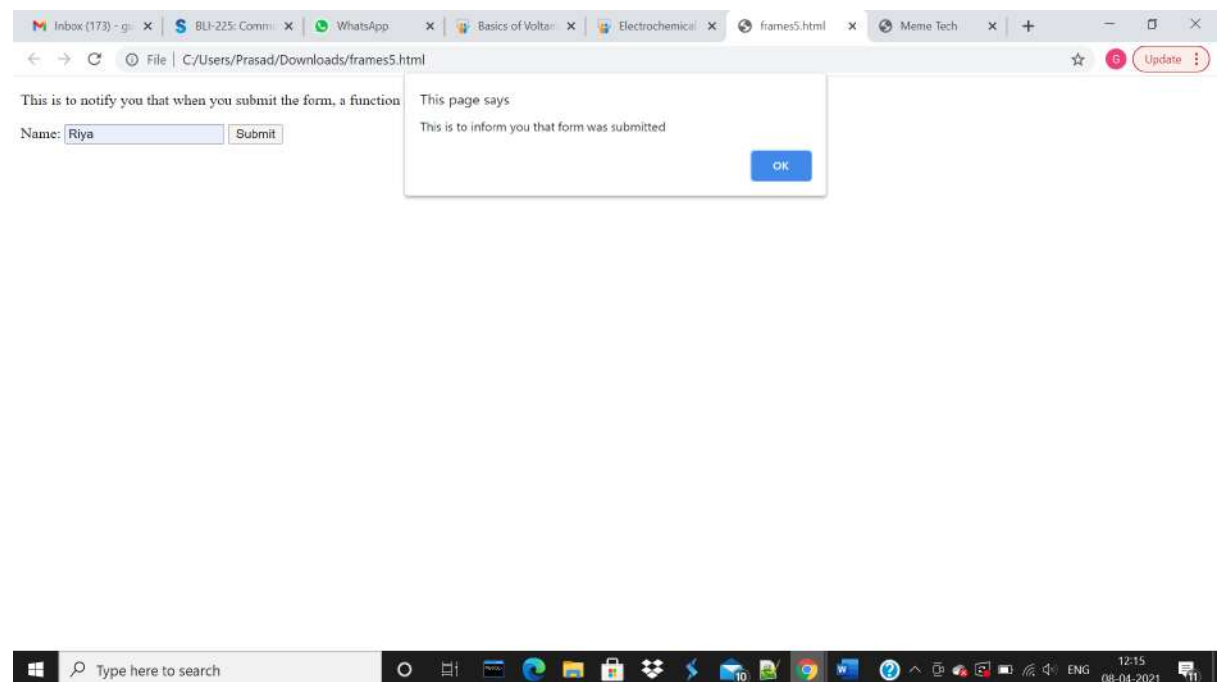 Inbox (173) - g
BLI-225: Comm
WhatsApp
Basics of Voltar
Electrochemical
frames5.html
Meme Tech
File | C:/Users/Prasad/Downloads/frames5.html
G
Update
This is to notify you that when you submit the form, a function
Name: Riya Submit
This page says
This is to inform you that form was submitted
OK
Type here to search
10
ENG
12:15
08-04-2021
11